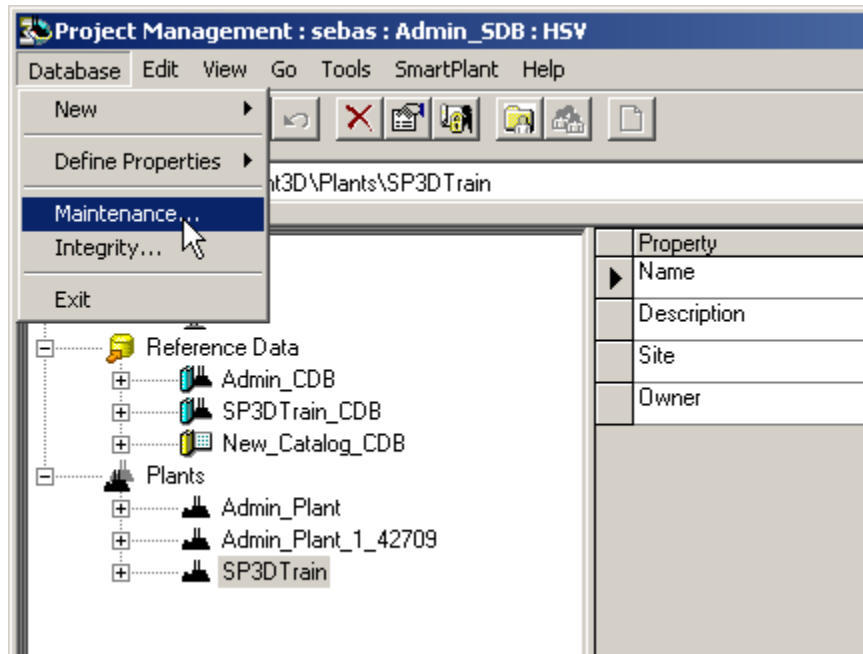 Project Management : sebas : Admin_SDB : HSV
Database Edit View Go Tools SmartPlant Help
New
Define Properties
nt3D\Plants\SP3DTrain
Maintenance...
Integrity...
Exit
Property
Name
Description
Site
Owner
Reference Data
Admin_CDB
SP3DTrain_CDB
New_Catalog_CDB
Plants
Admin_Plant
Admin_Plant_1_42709
SP3DTrain